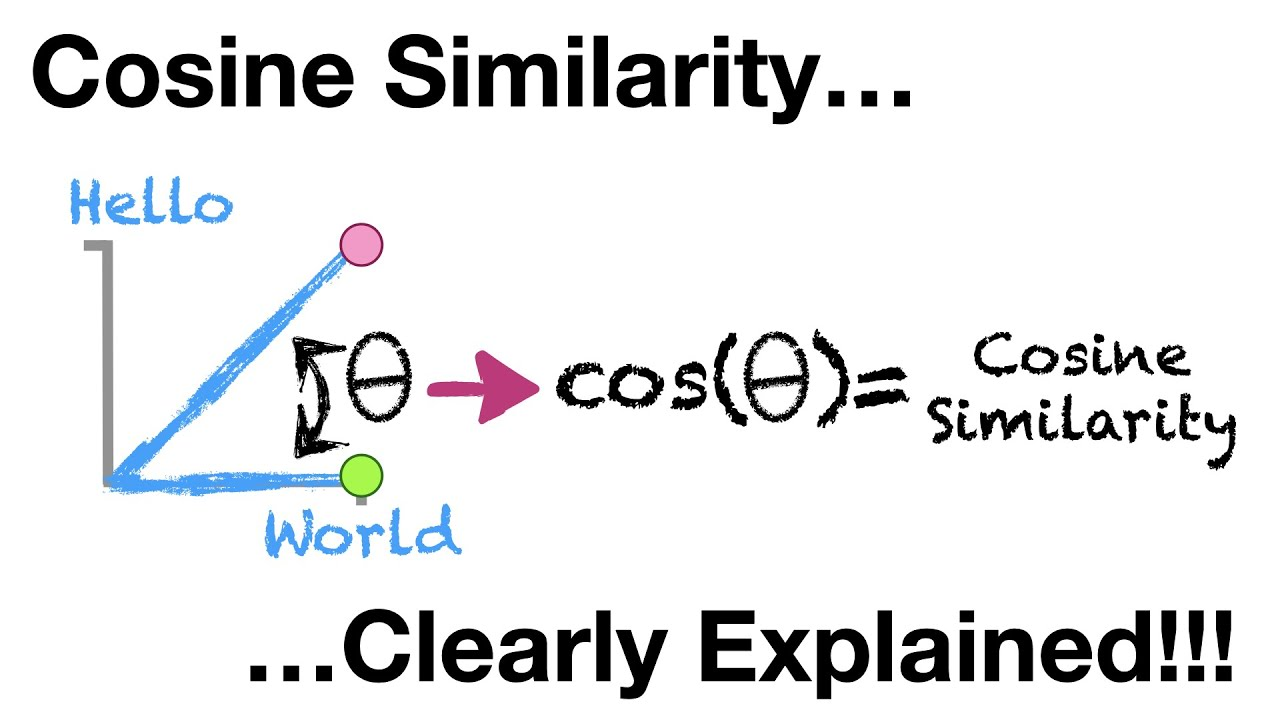 Cosine Similarity...
Hello
θ
cos(θ)=
Cosine
Similarity
World
...Clearly Explained!!!